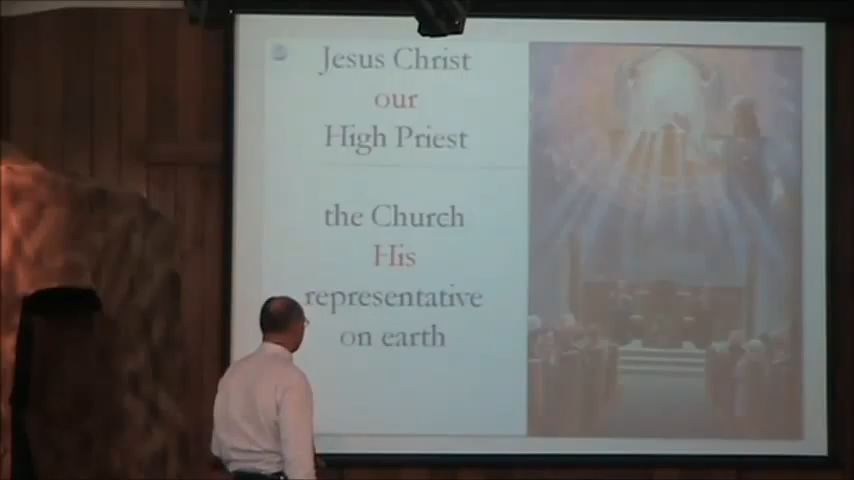 Jesus Christ
our
High Priest
the Church
His
representative
on earth